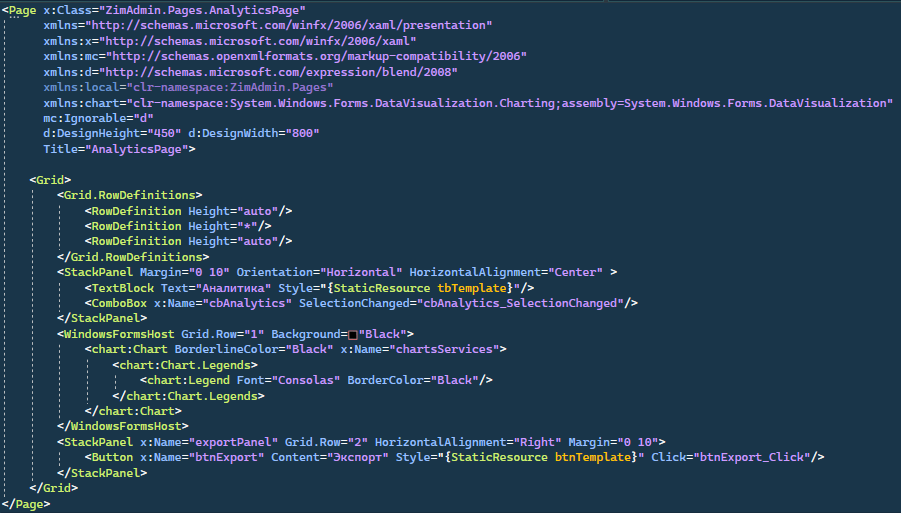 <Page x:Class="ZimAdmin.Pages.AnalyticsPage"
xmlns="http://schemas.microsoft.com/winfx/2006/xaml/presentation"
xmlns:x="http://schemas.microsoft.com/winfx/2006/xaml"
xmlns:mc="http://schemas.openxmlformats.org/markup-compatibility/2006"
xmlns:d="http://schemas.microsoft.com/expression/blend/2008"
xmlns:local="clr-namespace:ZimAdmin.Pages"
xmlns:chart="clr-namespace:System.Windows.Forms.DataVisualization.Charting;assembly=System.Windows.Forms.DataVisualization"
mc:Ignorable="d"
d:DesignHeight="450" d:DesignWidth="800"
Title="AnalyticsPage">
<Grid>
<Grid.RowDefinitions>
<RowDefinition Height="auto"/>
<RowDefinition Height="*"/>
<RowDefinition Height="auto"/>
</Grid.RowDefinitions>
<StackPanel Margin="0 10" Orientation="Horizontal" HorizontalAlignment="Center" >
<TextBlock Text="Аналитика" Style="{StaticResource tbTemplate}"/>
<ComboBox x:Name="cbAnalytics" SelectionChanged="cbAnalytics_SelectionChanged"/>
</StackPanel>
<WindowsFormsHost Grid.Row="1" Background="Black">
<chart:Chart BorderlineColor="Black" x:Name="chartsServices">
<chart:Chart.Legends>
<chart:Legend Font="Consolas" BorderColor="Black"/>
</chart:Chart.Legends>
</chart:Chart>
</WindowsFormsHost>
<StackPanel x:Name="exportPanel" Grid.Row="2" HorizontalAlignment="Right" Margin="0 10">
<Button x:Name="btnExport" Content="Экспорт" Style="{StaticResource btnTemplate}" Click="btnExport_Click"/>
</StackPanel>
</Grid>
</Page>